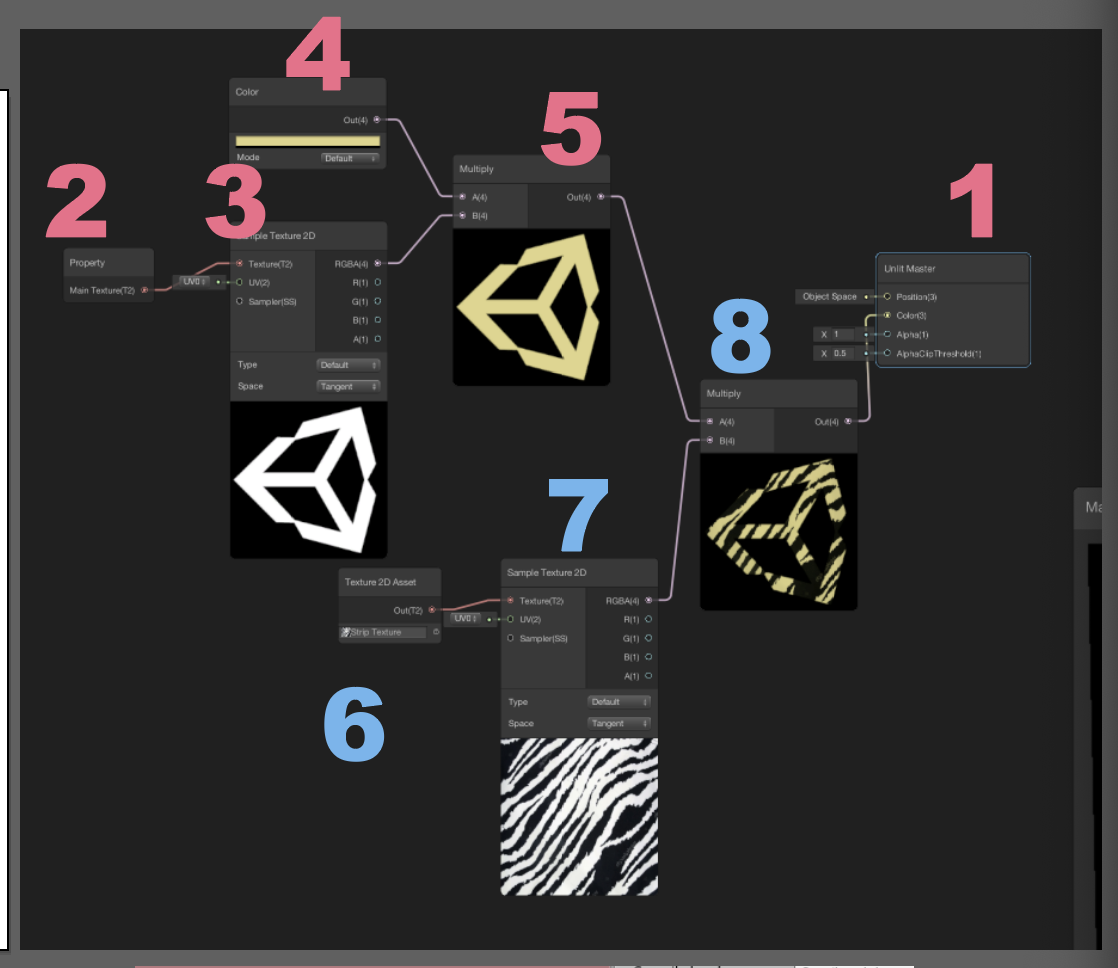 4
Color
Out(4)
Mode Default
5
Multiply
A(4) Out(4)
B(4)
2
Property
Main Texture(T2)
3
Sample Texture 2D
Texture(T2) RGBA(4)
UV0 UV(2) R(1)
Sampler(SS) G(1)
B(1)
A(1)
Type Default
Space Tangent
1
Unlit Master
Object Space Position(3)
Color(3)
X 1 Alpha(1)
X 0.5 AlphaClipThreshold(1)
8
Multiply
A(4) Out(4)
B(4)
6
Texture 2D Asset
Out(T2)
Strip Texture
7
Sample Texture 2D
Texture(T2) RGBA(4)
UV0 UV(2) R(1)
Sampler(SS) G(1)
B(1)
A(1)
Type Default
Space Tangent